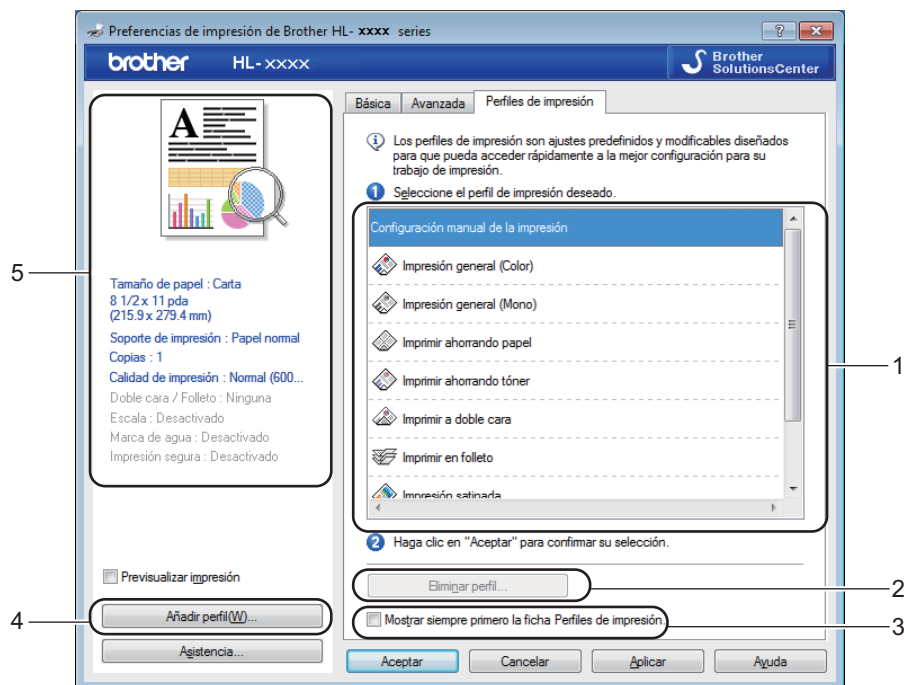 Preferencias de impresión de Brother HL- xxxx series
brother HL-xxxx
Brother
SolutionsCenter
A
Tamaño de papel : Carta
8 1/2 x 11 pda
(215.9 x 279.4 mm)
Soporte de impresión : Papel normal
Copias : 1
Calidad de impresión : Normal (600...
Doble cara / Folleto : Ninguna
Escala : Desactivado
Marca de agua : Desactivado
Impresión segura : Desactivado
Previsualizar impresión
Añadir perfil(W)...
Asistencia...
Básica Avanzada Perfiles de impresión
Los perfiles de impresión son ajustes predefinidos y modificables diseñados
para que pueda acceder rápidamente a la mejor configuración para su
trabajo de impresión.
1 Seleccione el perfil de impresión deseado.
Configuración manual de la impresión
Impresión general (Color)
Impresión general (Mono)
Imprimir ahorrando papel
Imprimir ahorrando tóner
Imprimir a doble cara
Imprimir en folleto
Impresión satinada
2 Haga clic en "Aceptar" para confirmar su selección.
Eliminar perfil...
Mostrar siempre primero la ficha Perfiles de impresión.
Aceptar Cancelar Aplicar Ayuda
5
4
1
2
3